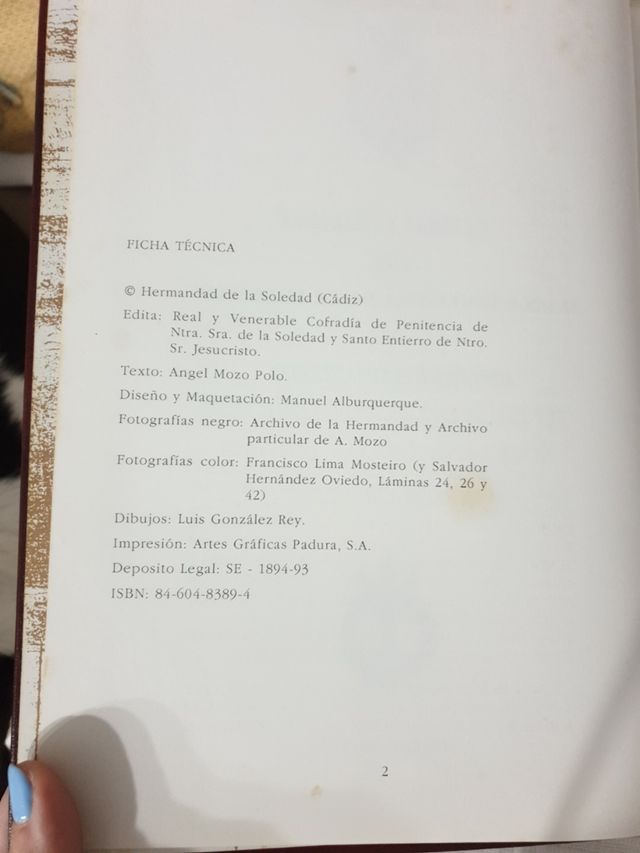 FICHA TÉCNICA
© Hermandad de la Soledad (Cádiz)
Edita: Real y Venerable Cofradía de Penitencia de
Ntra. Sra. de la Soledad y Santo Entierro de Ntro.
Sr. Jesucristo.
Texto: Angel Mozo Polo.
Diseño y Maquetación: Manuel Alburquerque.
Fotografías negro: Archivo de la Hermandad y Archivo
particular de A. Mozo
Fotografías color: Francisco Lima Mosteiro (y Salvador
Hernández Oviedo, Láminas 24, 26 y
42)
Dibujos: Luis González Rey.
Impresión: Artes Gráficas Padura, S.A.
Deposito Legal: SE - 1894-93
ISBN: 84-604-8389-4
2